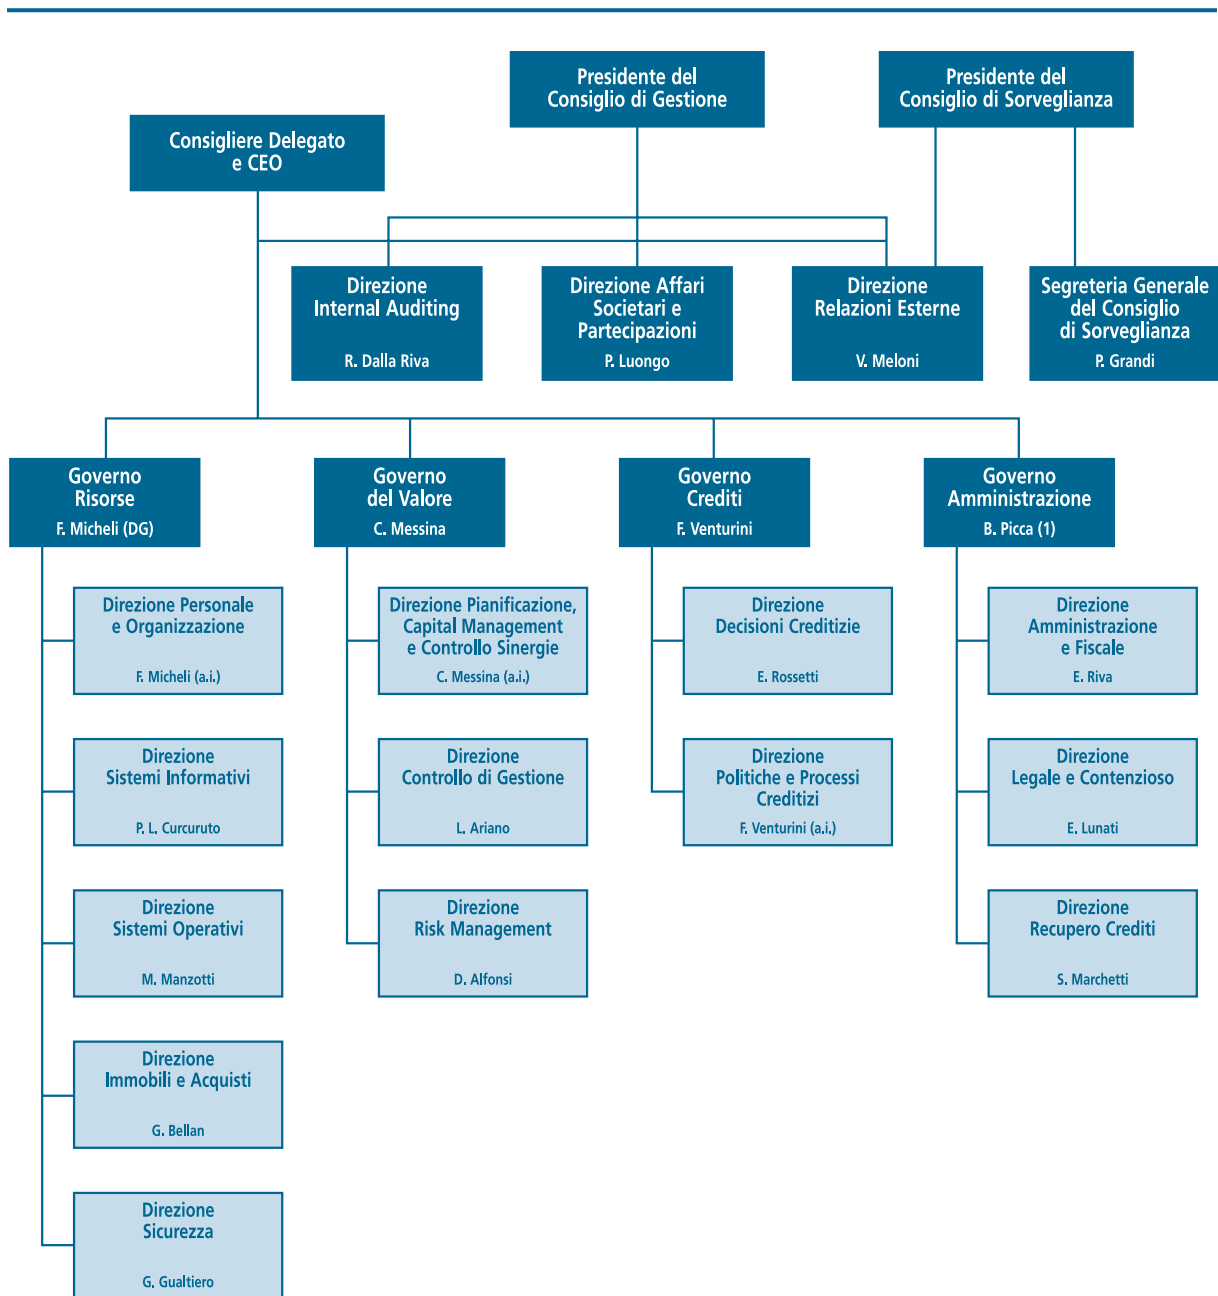 Presidente del
Consiglio di Gestione
Presidente del
Consiglio di Sorveglianza
Consigliere Delegato
e CEO
Direzione
Internal Auditing
R. Dalla Riva
Direzione Affari
Societari e
Partecipazioni
P. Luongo
Direzione
Relazioni Esterne
V. Meloni
Segreteria Generale
del Consiglio
di Sorveglianza
P. Grandi
Governo
Risorse
F. Micheli (DG)
Governo
del Valore
C. Messina
Governo
Crediti
F. Venturini
Governo
Amministrazione
B. Picca (1)
Direzione Personale
e Organizzazione
F. Micheli (a.i.)
Direzione Pianificazione,
Capital Management
e Controllo Sinergie
C. Messina (a.i.)
Direzione
Decisioni Creditizie
E. Rossetti
Direzione
Amministrazione
e Fiscale
E. Riva
Direzione
Sistemi Informativi
P. L. Curcuruto
Direzione
Controllo di Gestione
L. Ariano
Direzione
Politiche e Processi
Creditizi
F. Venturini (a.i.)
Direzione
Legale e Contenzioso
E. Lunati
Direzione
Sistemi Operativi
M. Manzotti
Direzione
Risk Management
D. Alfonsi
Direzione
Recupero Crediti
S. Marchetti
Direzione
Immobili e Acquisti
G. Bellan
Direzione
Sicurezza
G. Gualtiero